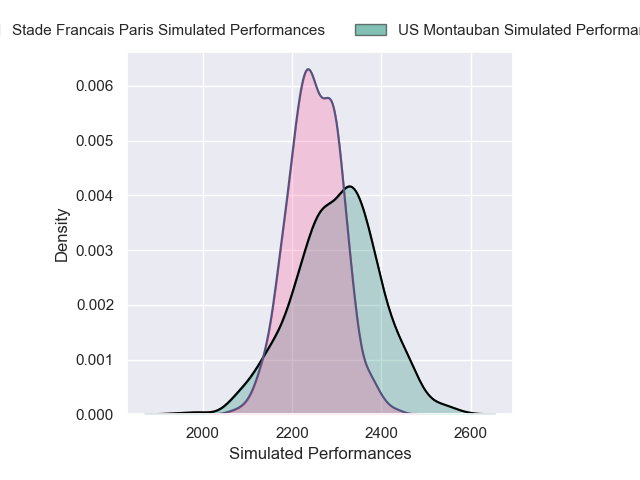 Stade Francais Paris Simulated Performances
US Montauban Simulated
0.006
0.005
0.004
0.003
0.002
0.001
0.000
Density
2000 2200 2400 2600
Simulated Performances